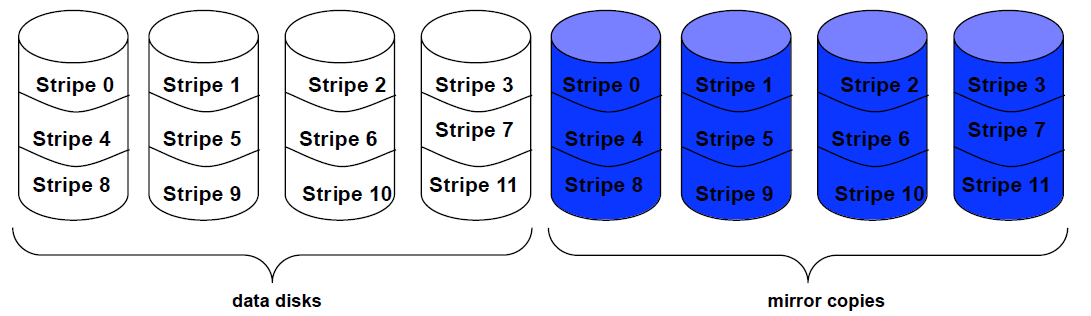 Stripe 0 Stripe 1 Stripe 2 Stripe 3 Stripe 0 Stripe 1 Stripe 2 Stripe 3
Stripe 4 Stripe 5 Stripe 6 Stripe 7 Stripe 4 Stripe 5 Stripe 6 Stripe 7
Stripe 8 Stripe 9 Stripe 10 Stripe 11 Stripe 8 Stripe 9 Stripe 10 Stripe 11
data disks mirror copies